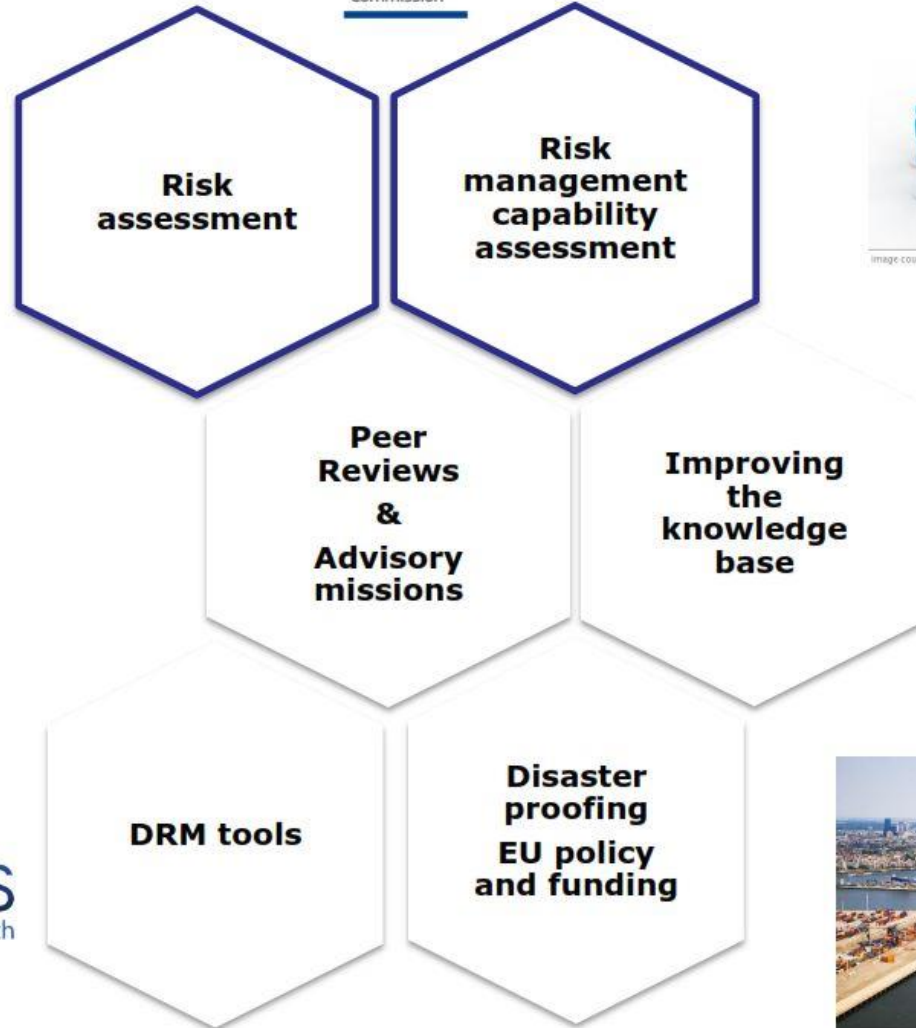 Risk
assessment
Risk
management
capability
assessment
Peer
Reviews
&
Advisory
missions
Improving
the
knowledge
base
DRM tools
Disaster
proofing
EU policy
and funding